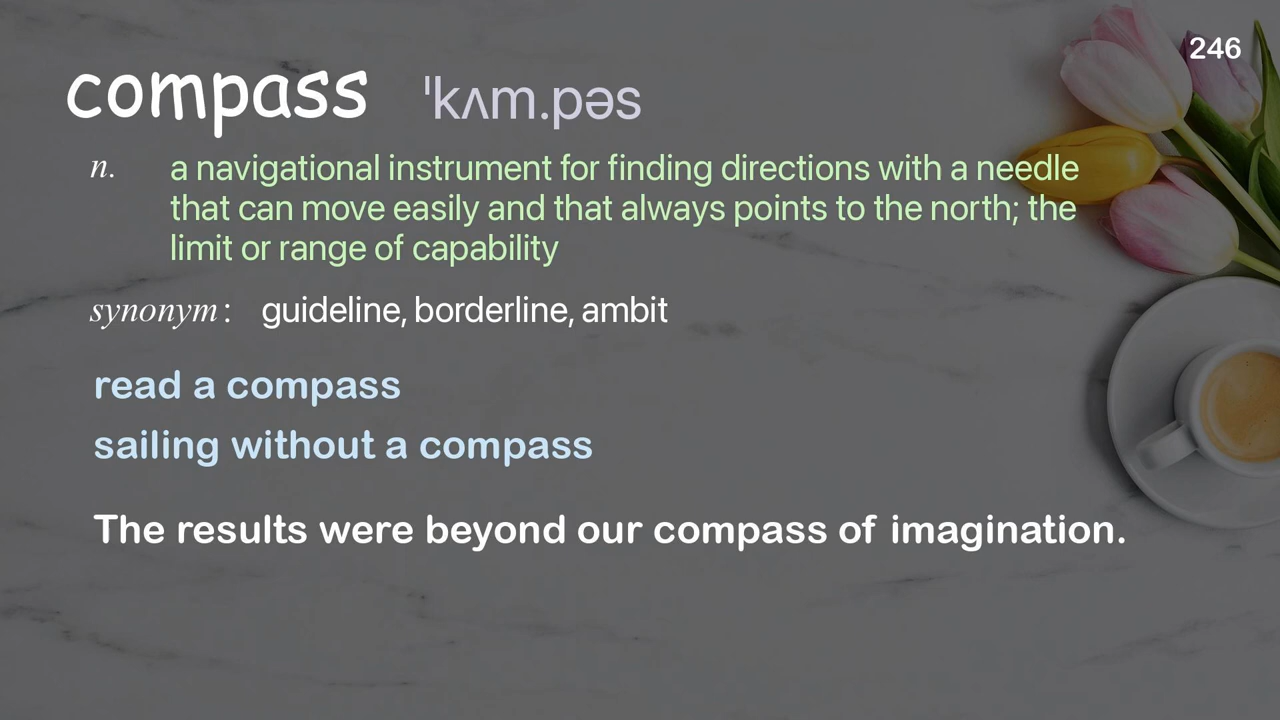 246
compass ˈkʌm.pəs
n. a navigational instrument for finding directions with a needle
that can move easily and that always points to the north; the
limit or range of capability
synonym: guideline, borderline, ambit
read a compass
sailing without a compass
The results were beyond our compass of imagination.